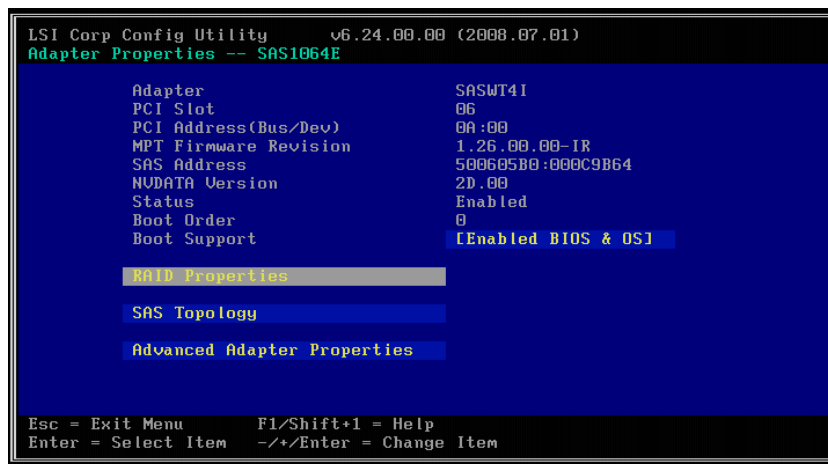 LSI Corp Config Utility v6.24.00.00 (2008.07.01)
Adapter Properties -- SAS1064E
Adapter SASWT4I
PCI Slot 06
PCI Address(Bus/Dev) 0A:00
MPT Firmware Revision 1.26.00.00-IR
SAS Address 500605B0:000C9B64
NVDATA Version 2D.00
Status Enabled
Boot Order 0
Boot Support [Enabled BIOS & OS]
RAID Properties
SAS Topology
Advanced Adapter Properties
Esc = Exit Menu F1/Shift+1 = Help
Enter = Select Item -/+/Enter = Change Item